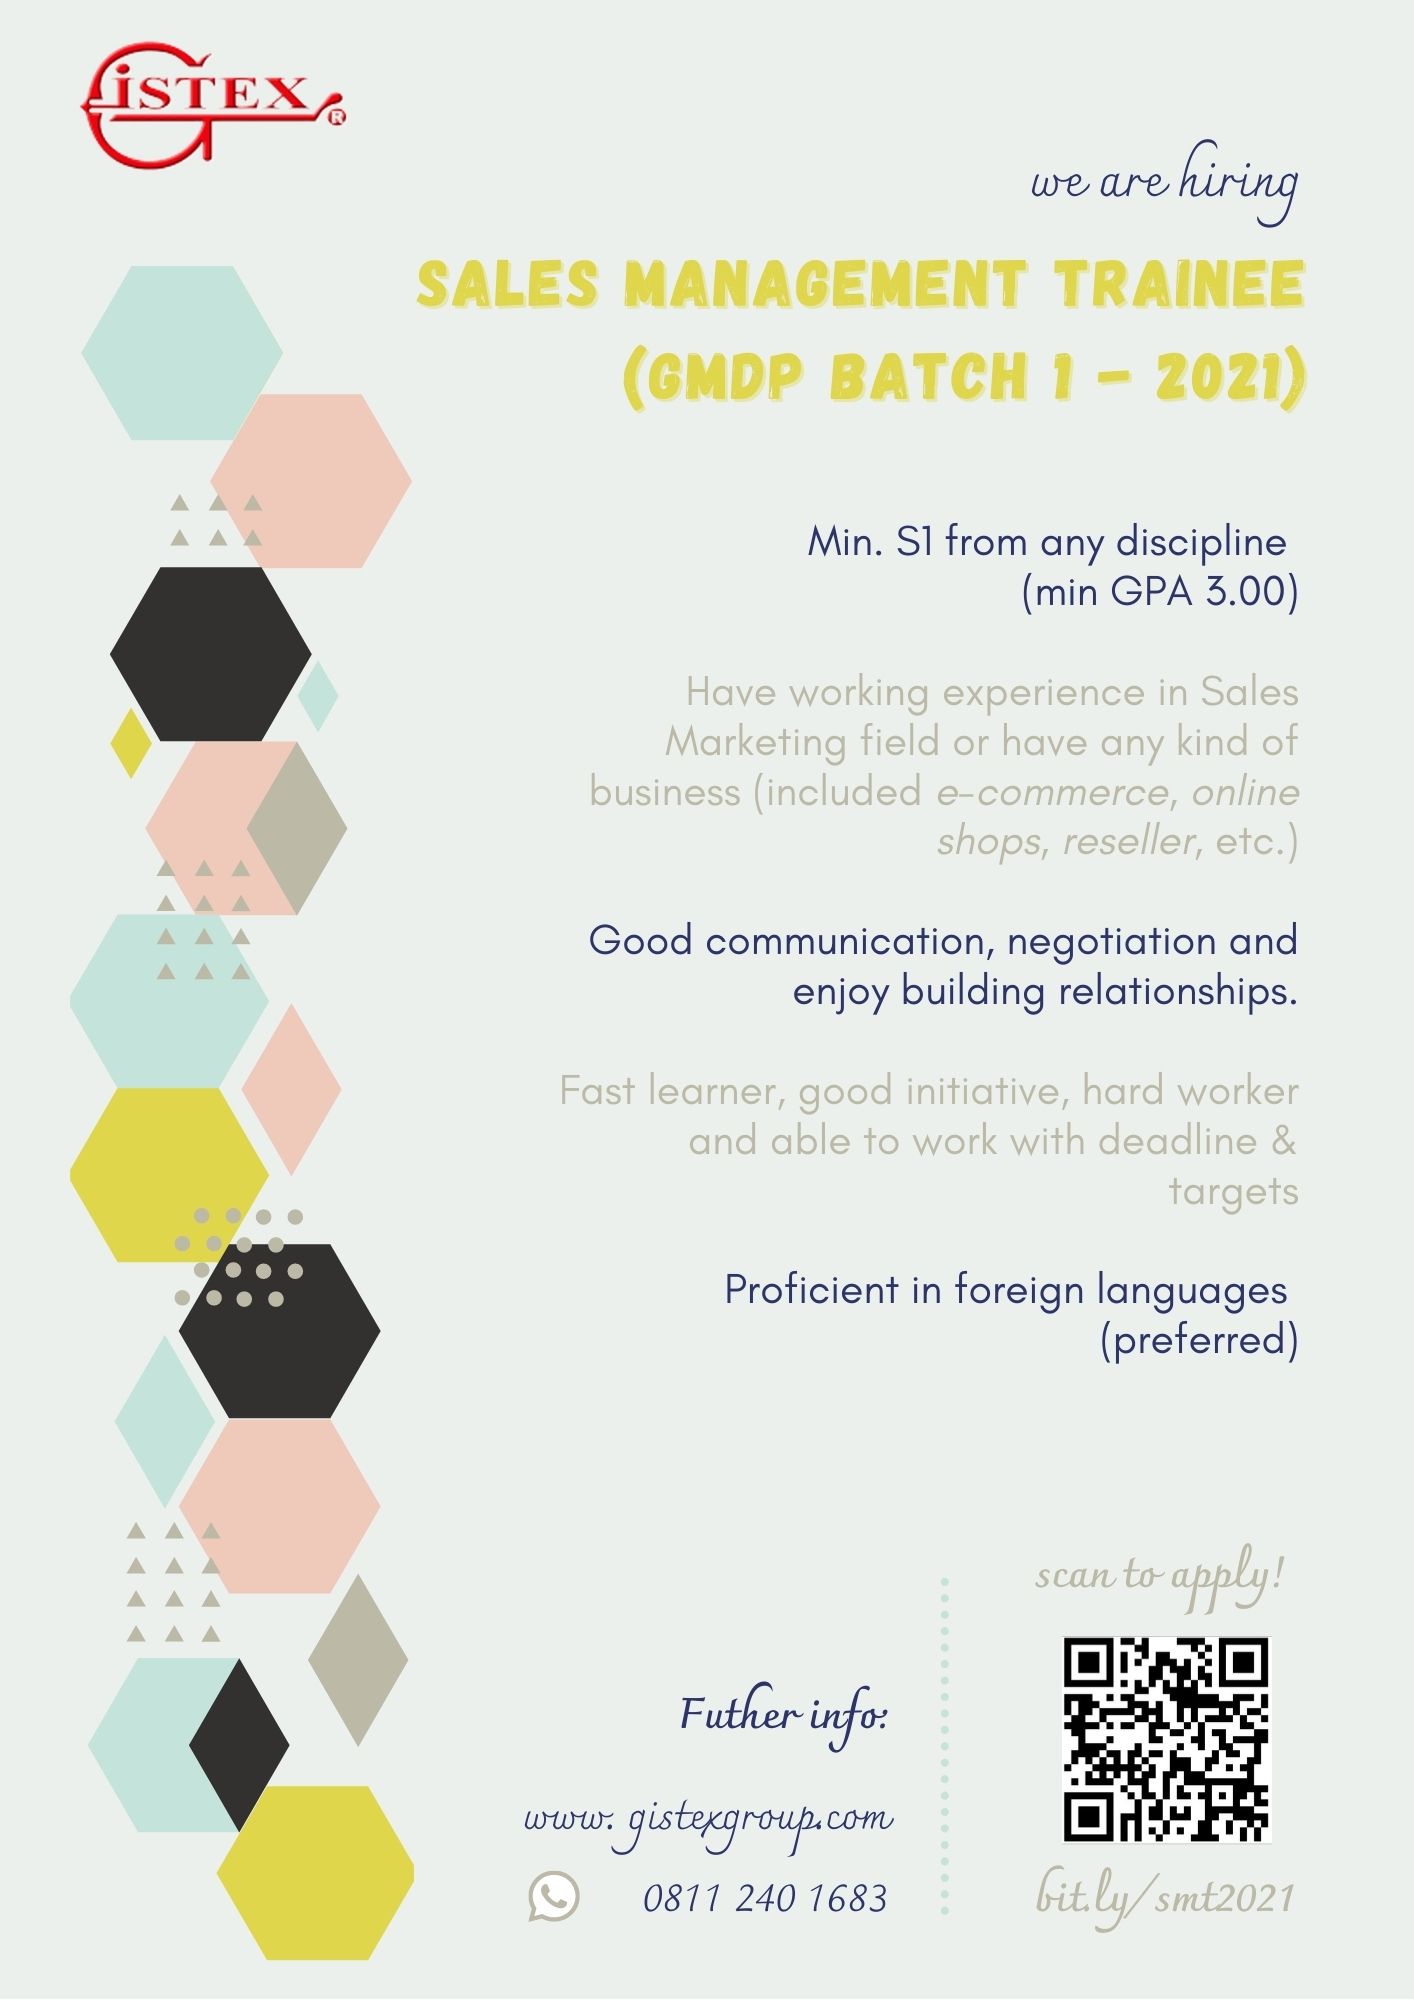 GISTEX®
we are hiring
SALES MANAGEMENT TRAINEE
(GMDP BATCH 1 - 2021)
Min. S1 from any discipline
(min GPA 3.00)
Have working experience in Sales
Marketing field or have any kind of
business (included e-commerce, online
shops, reseller, etc.)
Good communication, negotiation and
enjoy building relationships.
Fast learner, good initiative, hard worker
and able to work with deadline &
targets
Proficient in foreign languages
(preferred)
scan to apply!
Futher info:
www. gistexgroup.com
0811 240 1683
bit.ly/smt2021